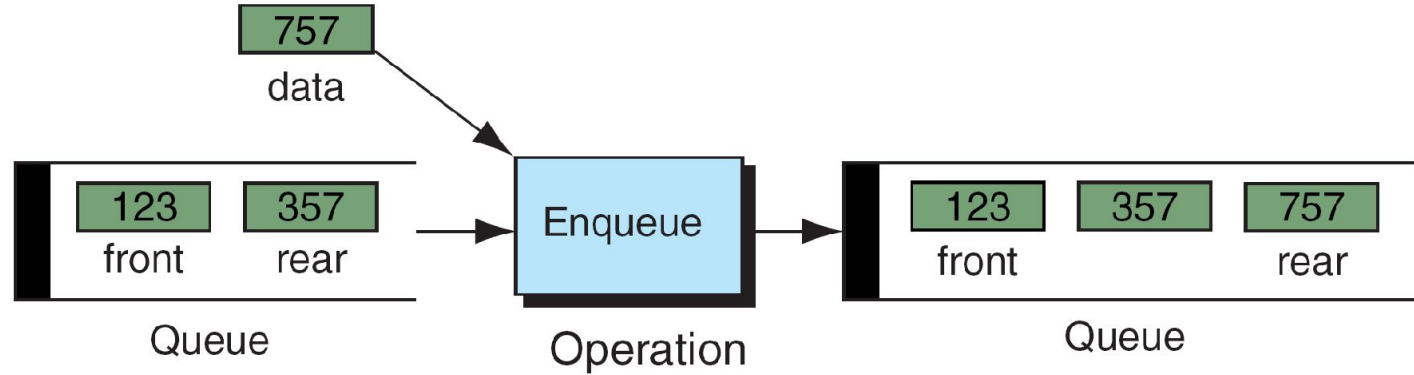 757
data
123 357
front rear
Queue
Enqueue
Operation
123 357 757
front rear
Queue